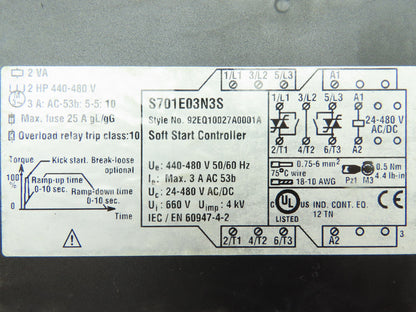 2 VA
2 HP 440-480 V
3 A: AC-53b: 5-5: 10
Max. fuse 25 A gL/gG
Overload relay trip class: 10
Torque
Kick start. Break-loose
optional
100%
Ramp-up time
0-10 sec.
Ramp-down time
0-10 sec.
0
Time
1/L1 3/L2 5/L3
S701E03N3S
Style No. 92EQ10027A0001A
Soft Start Controller
Ue: 440-480 V 50/60 Hz
Ie: Max. 3 A AC 53b
Uc: 24-480 V AC/DC
Ui: 660 V Uimp: 4 kV
IEC / EN 60947-4-2
2/T1 4/T2 6/T3
A1
1/L1 3/L2 5/L3 A1
24-480 V
AC/DC
2/T1 4/T2 6/T3 A2
0.75-6 mm²
75°C wire
18-10 AWG
Pz1 M3
0.5 Nm
4.4 lb-in
C UL US
LISTED
IND. CONT. EQ.
12 TN
A2
3